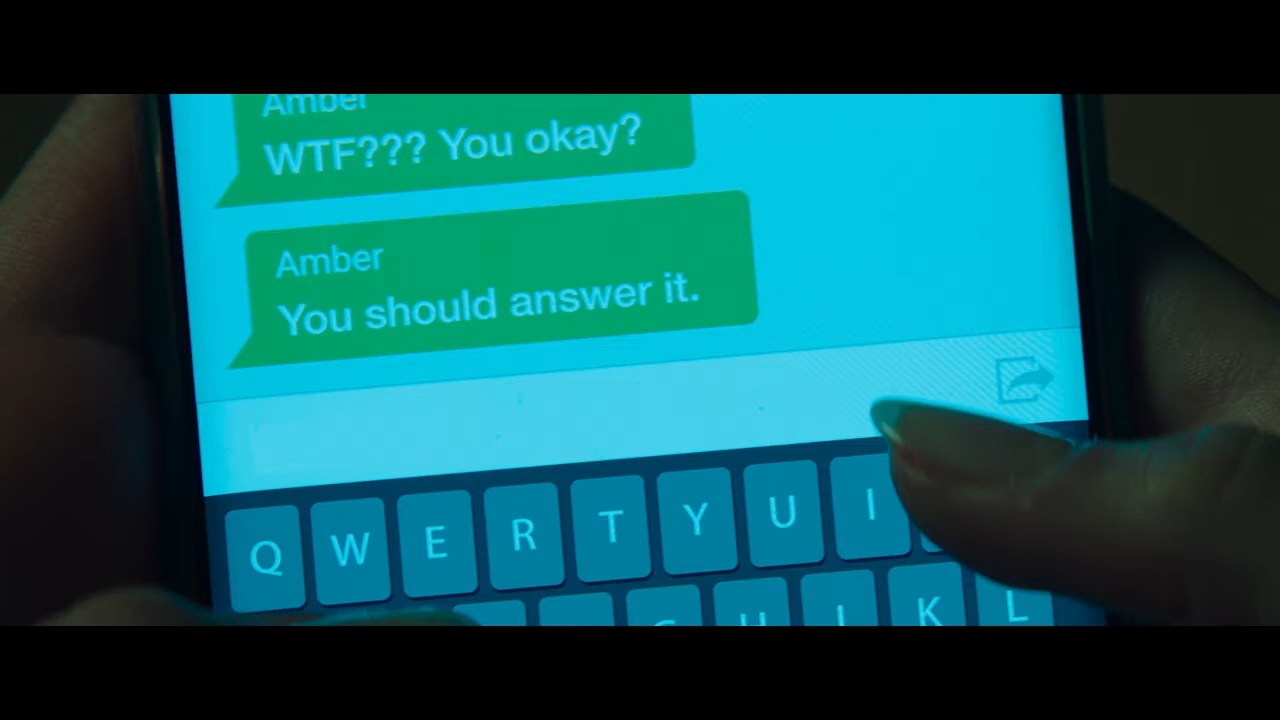 Amber
WTF??? You okay?
Amber
You should answer it.
Q W E R T Y U I
G H J K L